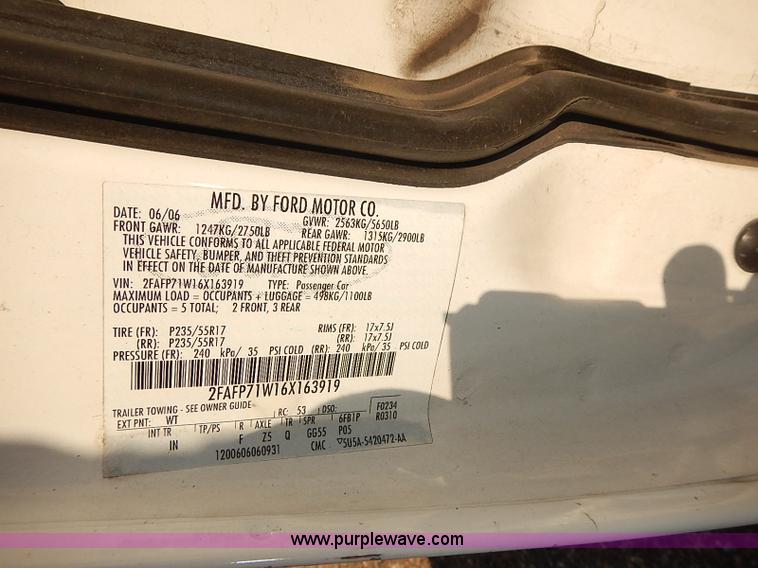 MFD. BY FORD MOTOR CO.
DATE: 06/06 GVWR: 2563KG/5650LB
FRONT GAWR: 1247KG/2750LB REAR GAWR: 1315KG/2900LB
THIS VEHICLE CONFORMS TO ALL APPLICABLE FEDERAL MOTOR
VEHICLE SAFETY, BUMPER, AND THEFT PREVENTION STANDARDS
IN EFFECT ON THE DATE OF MANUFACTURE SHOWN ABOVE.
VIN: 2FAFP71W16X163919 TYPE: Passenger Car
MAXIMUM LOAD = OCCUPANTS + LUGGAGE = 498KG/1100LB
OCCUPANTS = 5 TOTAL; 2 FRONT, 3 REAR
TIRE (FR): P235/55R17 RIMS (FR): 17x7.5J
(RR): P235/55R17 (RR): 17x7.5J
PRESSURE (FR): 240 kPa/ 35 PSI COLD (RR): 240 kPa/ 35 PSI COLD
2FAFP71W16X163919
TRAILER TOWING - SEE OWNER GUIDE RC: 53 DSO: F0234
EXT PNT: WT 6FB1P R0310
INT TR TP/PS R AXLE TR SPR P05
IN F Z5 Q GG55
1200606060931 CMC ▽5U5A-5420472-AA
www.purplewave.com